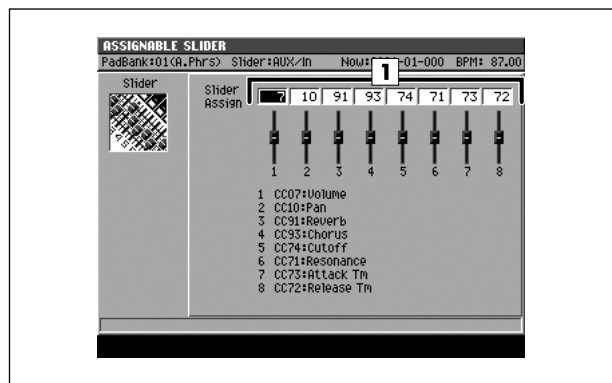 ASSIGNABLE SLIDER
PadBank:01(A.Phrs) Slider:AUX/In Now: -01-000 BPM: 87.00
1
Slider
Slider Assign
7 10 91 93 74 71 73 72
1 2 3 4 5 6 7 8
1 CC07:Volume
2 CC10:Pan
3 CC91:Reverb
4 CC93:Chorus
5 CC74:Cutoff
6 CC71:Resonance
7 CC73:Attack Tm
8 CC72:Release Tm